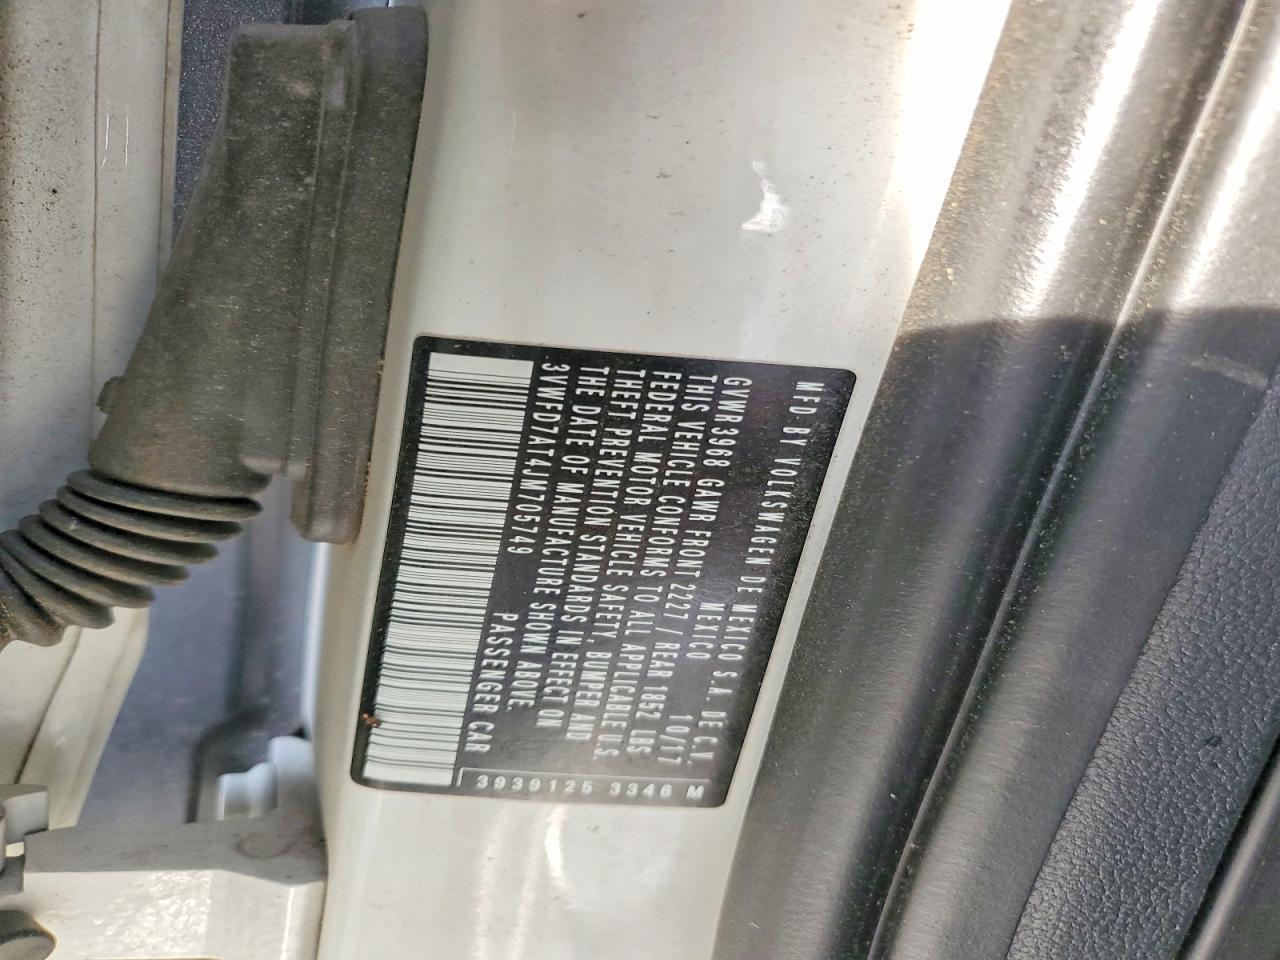 MFD·BY VOLKSWAGEN DE MEXICO S.A. DE C.V.
MEXICO 10/17
GVWR 3968 GAWR FRONT 2227 / REAR 1852 LBS
THIS VEHICLE CONFORMS TO ALL APPLICABLE U.S.
FEDERAL MOTOR VEHICLE SAFETY, BUMPER AND
THEFT PREVENTION STANDARDS IN EFFECT ON
THE DATE OF MANUFACTURE SHOWN ABOVE.
3VWFD7AT4JM705749 PASSENGER CAR
3939125 3346 M